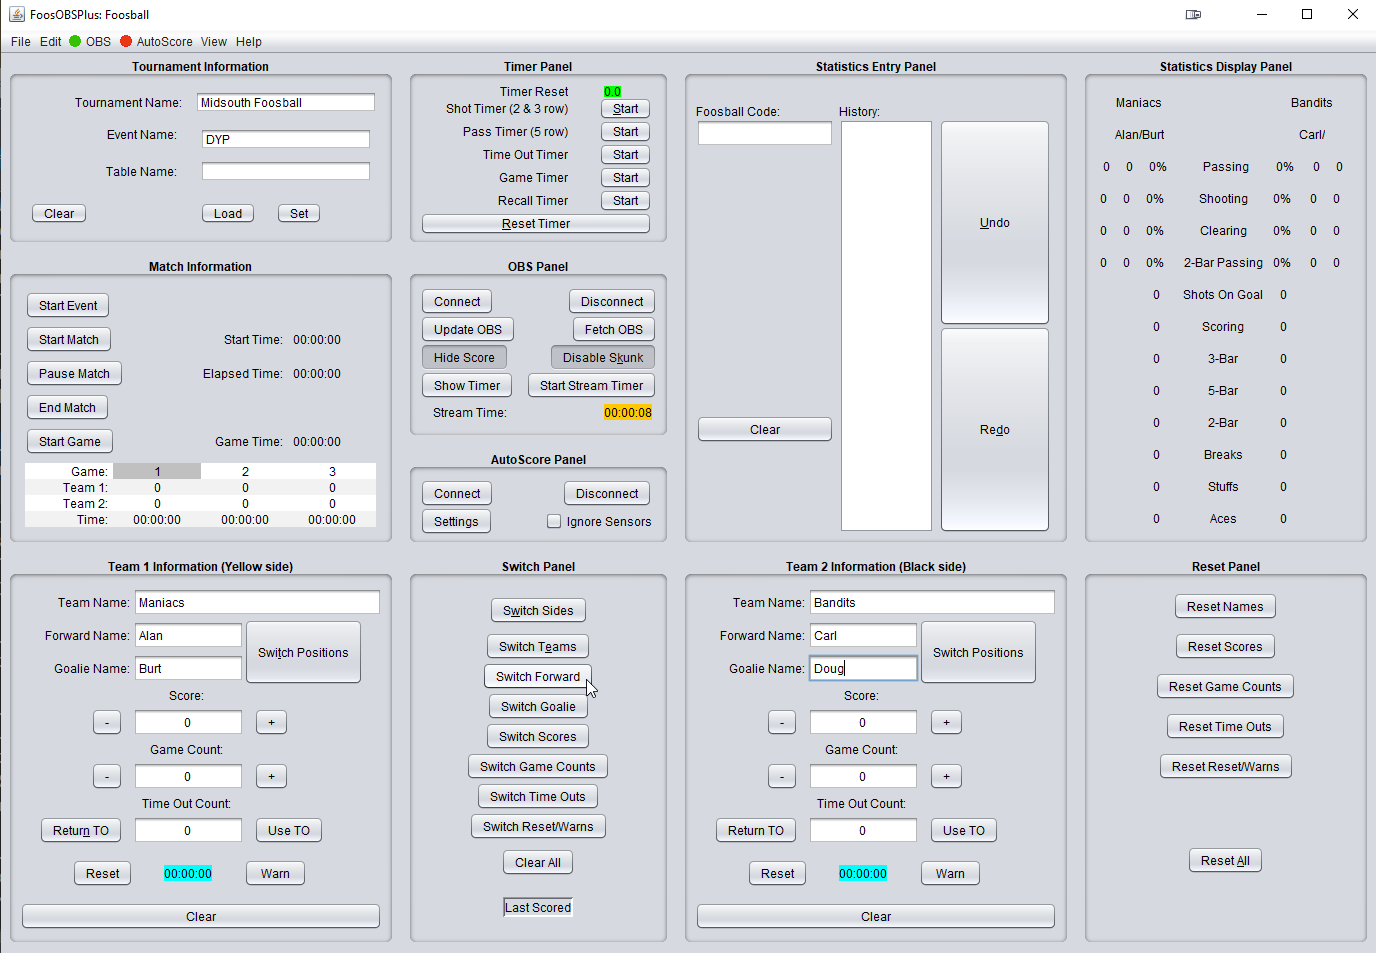 FoosOBSPlus: Foosball
File Edit OBS AutoScore View Help
Tournament Information
Tournament Name: Midsouth Foosball
Event Name: DYP
Table Name:
Clear Load Set
Timer Panel
Timer Reset 0.0
Shot Timer (2 & 3 row) Start
Pass Timer (5 row) Start
Time Out Timer Start
Game Timer Start
Recall Timer Start
Reset Timer
Statistics Entry Panel
Foosball Code: History:
Undo
Redo
Clear
Statistics Display Panel
Maniacs Bandits
Alan/Burt Carl/
0 0 0% Passing 0% 0 0
0 0 0% Shooting 0% 0 0
0 0 0% Clearing 0% 0 0
0 0 0% 2-Bar Passing 0% 0 0
0 Shots On Goal 0
0 Scoring 0
0 3-Bar 0
0 5-Bar 0
0 2-Bar 0
0 Breaks 0
0 Stuffs 0
0 Aces 0
Match Information
Start Event
Start Match Start Time: 00:00:00
Pause Match Elapsed Time: 00:00:00
End Match
Start Game Game Time: 00:00:00
Game: 1 2 3
Team 1: 0 0 0
Team 2: 0 0 0
Time: 00:00:00 00:00:00 00:00:00
OBS Panel
Connect Disconnect
Update OBS Fetch OBS
Hide Score Disable Skunk
Show Timer Start Stream Timer
Stream Time: 00:00:08
AutoScore Panel
Connect Disconnect
Settings Ignore Sensors
Team 1 Information (Yellow side)
Team Name: Maniacs
Forward Name: Alan
Goalie Name: Burt
Switch Positions
Score:
- 0 +
Game Count:
- 0 +
Time Out Count:
Return TO 0 Use TO
Reset 00:00:00 Warn
Clear
Switch Panel
Switch Sides
Switch Teams
Switch Forward
Switch Goalie
Switch Scores
Switch Game Counts
Switch Time Outs
Switch Reset/Warns
Clear All
Last Scored
Team 2 Information (Black side)
Team Name: Bandits
Forward Name: Carl
Goalie Name: Doug
Switch Positions
Score:
- 0 +
Game Count:
- 0 +
Time Out Count:
Return TO 0 Use TO
Reset 00:00:00 Warn
Clear
Reset Panel
Reset Names
Reset Scores
Reset Game Counts
Reset Time Outs
Reset Reset/Warns
Reset All